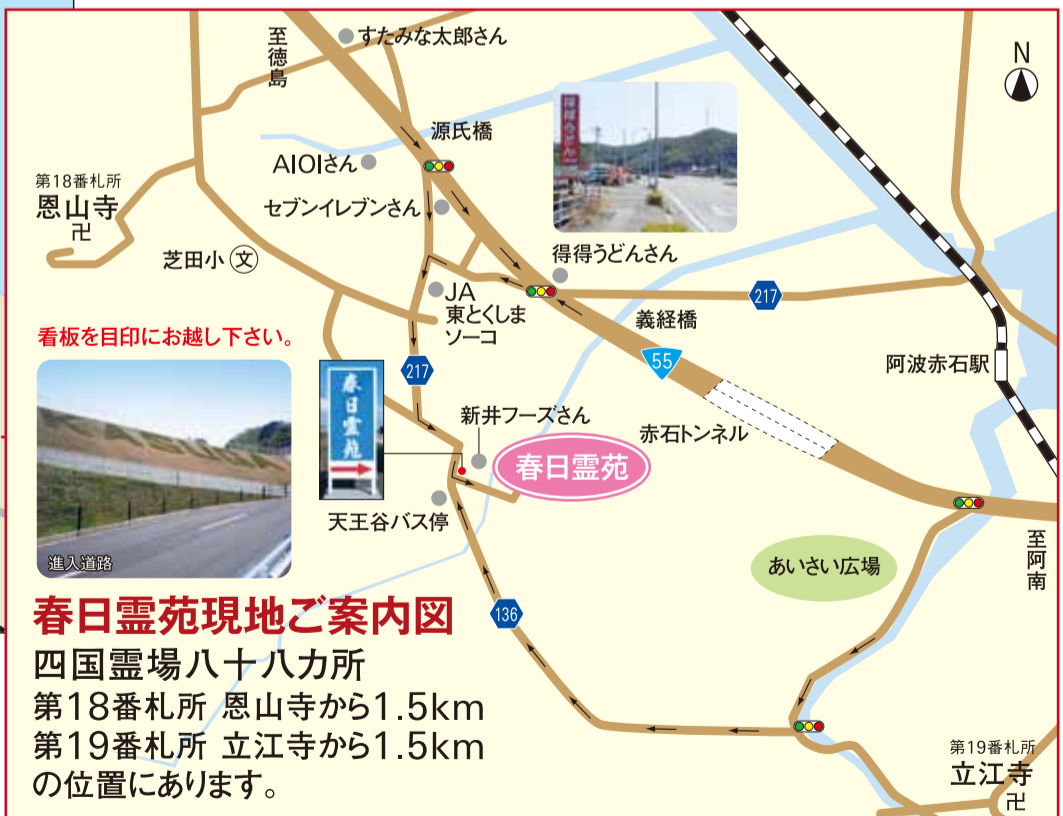 至徳島
すたみな太郎さん
N
源氏橋
AIOIさん
第18番札所
恩山寺
卍
セブンイレブンさん
芝田小 文
得得うどんさん
JA
東とくしま
ソーコ
217
義経橋
55
看板を目印にお越し下さい。
217
阿波赤石駅
春日霊苑
新井フーズさん
赤石トンネル
春日霊苑
天王谷バス停
至阿南
進入道路
あいさい広場
136
春日霊苑現地ご案内図
四国霊場八十八カ所
第18番札所 恩山寺から1.5km
第19番札所 立江寺から1.5km
の位置にあります。
第19番札所
立江寺
卍